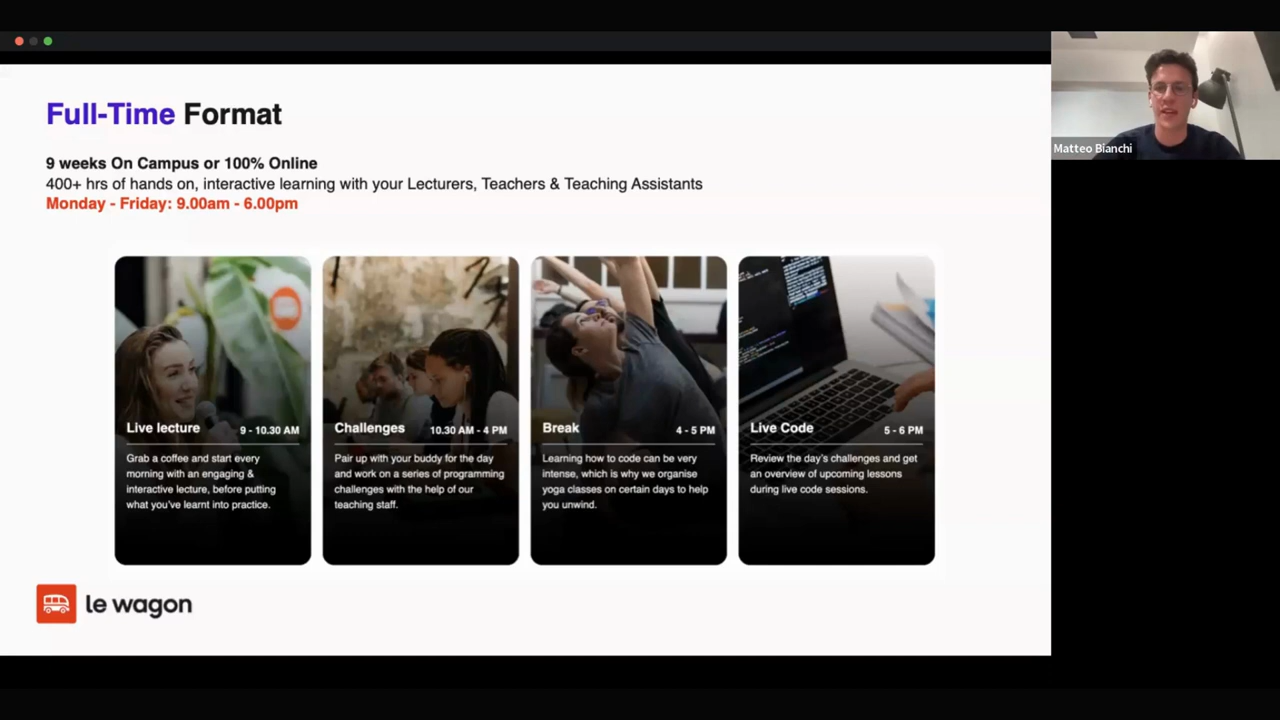 Full-Time Format
9 weeks On Campus or 100% Online
400+ hrs of hands on, interactive learning with your Lecturers, Teachers & Teaching Assistants
Monday - Friday: 9.00am - 6.00pm
Live lecture 9 - 10.30 AM
Grab a coffee and start every
morning with an engaging &
interactive lecture, before putting
what you've learnt into practice.
Challenges 10.30 AM - 4 PM
Pair up with your buddy for the day
and work on a series of programming
challenges with the help of our
teaching staff.
Break 4 - 5 PM
Learning how to code can be very
intense, which is why we organise
yoga classes on certain days to help
you unwind.
Live Code 5 - 6 PM
Review the day's challenges and get
an overview of upcoming lessons
during live code sessions.
le wagon
Matteo Bianchi